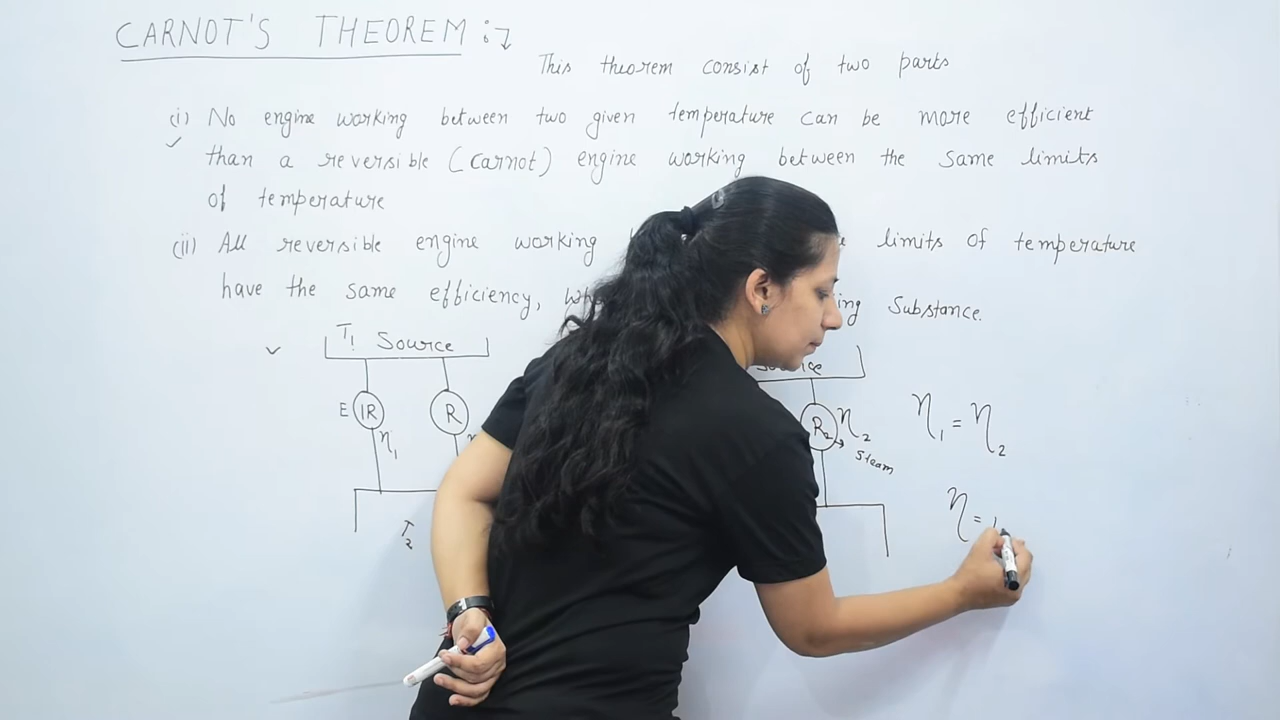 CARNOT'S THEOREM :→
This theorem consist of two parts
(i) No engine working between two given temperature can be more efficient
than a reversible (Carnot) engine working between the same limits
of temperature
(ii) All reversible engine working limits of temperature
have the same efficiency, Substance.
T1 Source
E IR R R2 η2
η1 Steam
T2
η1 = η2
η =